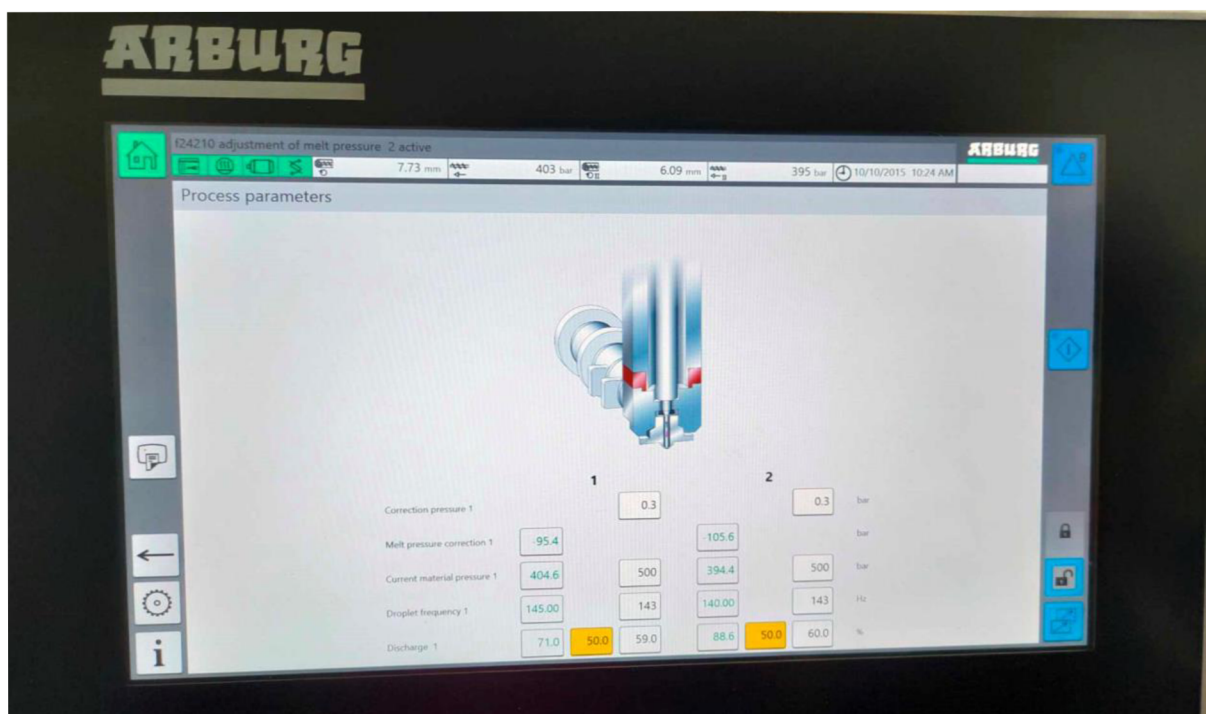 ARBURG
f24210 adjustment of melt pressure 2 active
ARBURG
7.73 mm 403 bar II 6.09 mm II 395 bar 10/10/2015 10:24 AM
Process parameters
1 2
Correction pressure 1 0.3 0.3 bar
Melt pressure correction 1 -95.4 -105.6 bar
Current material pressure 1 404.6 500 394.4 500 bar
Droplet frequency 1 145.00 143 140.00 143 Hz
Discharge 1 71.0 50.0 59.0 88.6 50.0 60.0 %
i